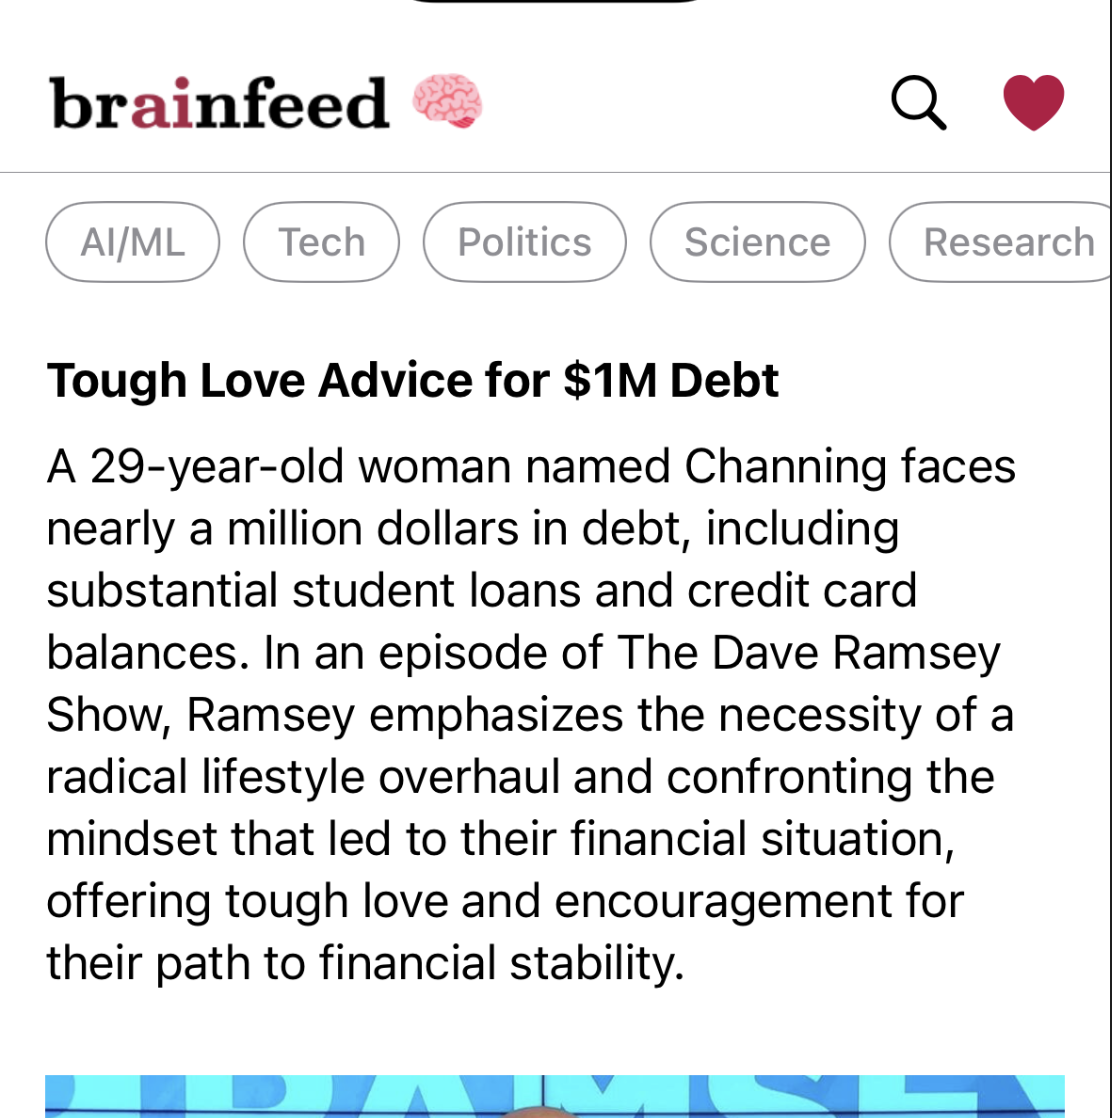 brainfeed
AI/ML
Tech
Politics
Science
Research
Tough Love Advice for $1M Debt
A 29-year-old woman named Channing faces
nearly a million dollars in debt, including
substantial student loans and credit card
balances. In an episode of The Dave Ramsey
Show, Ramsey emphasizes the necessity of a
radical lifestyle overhaul and confronting the
mindset that led to their financial situation,
offering tough love and encouragement for
their path to financial stability.
RAMSEY